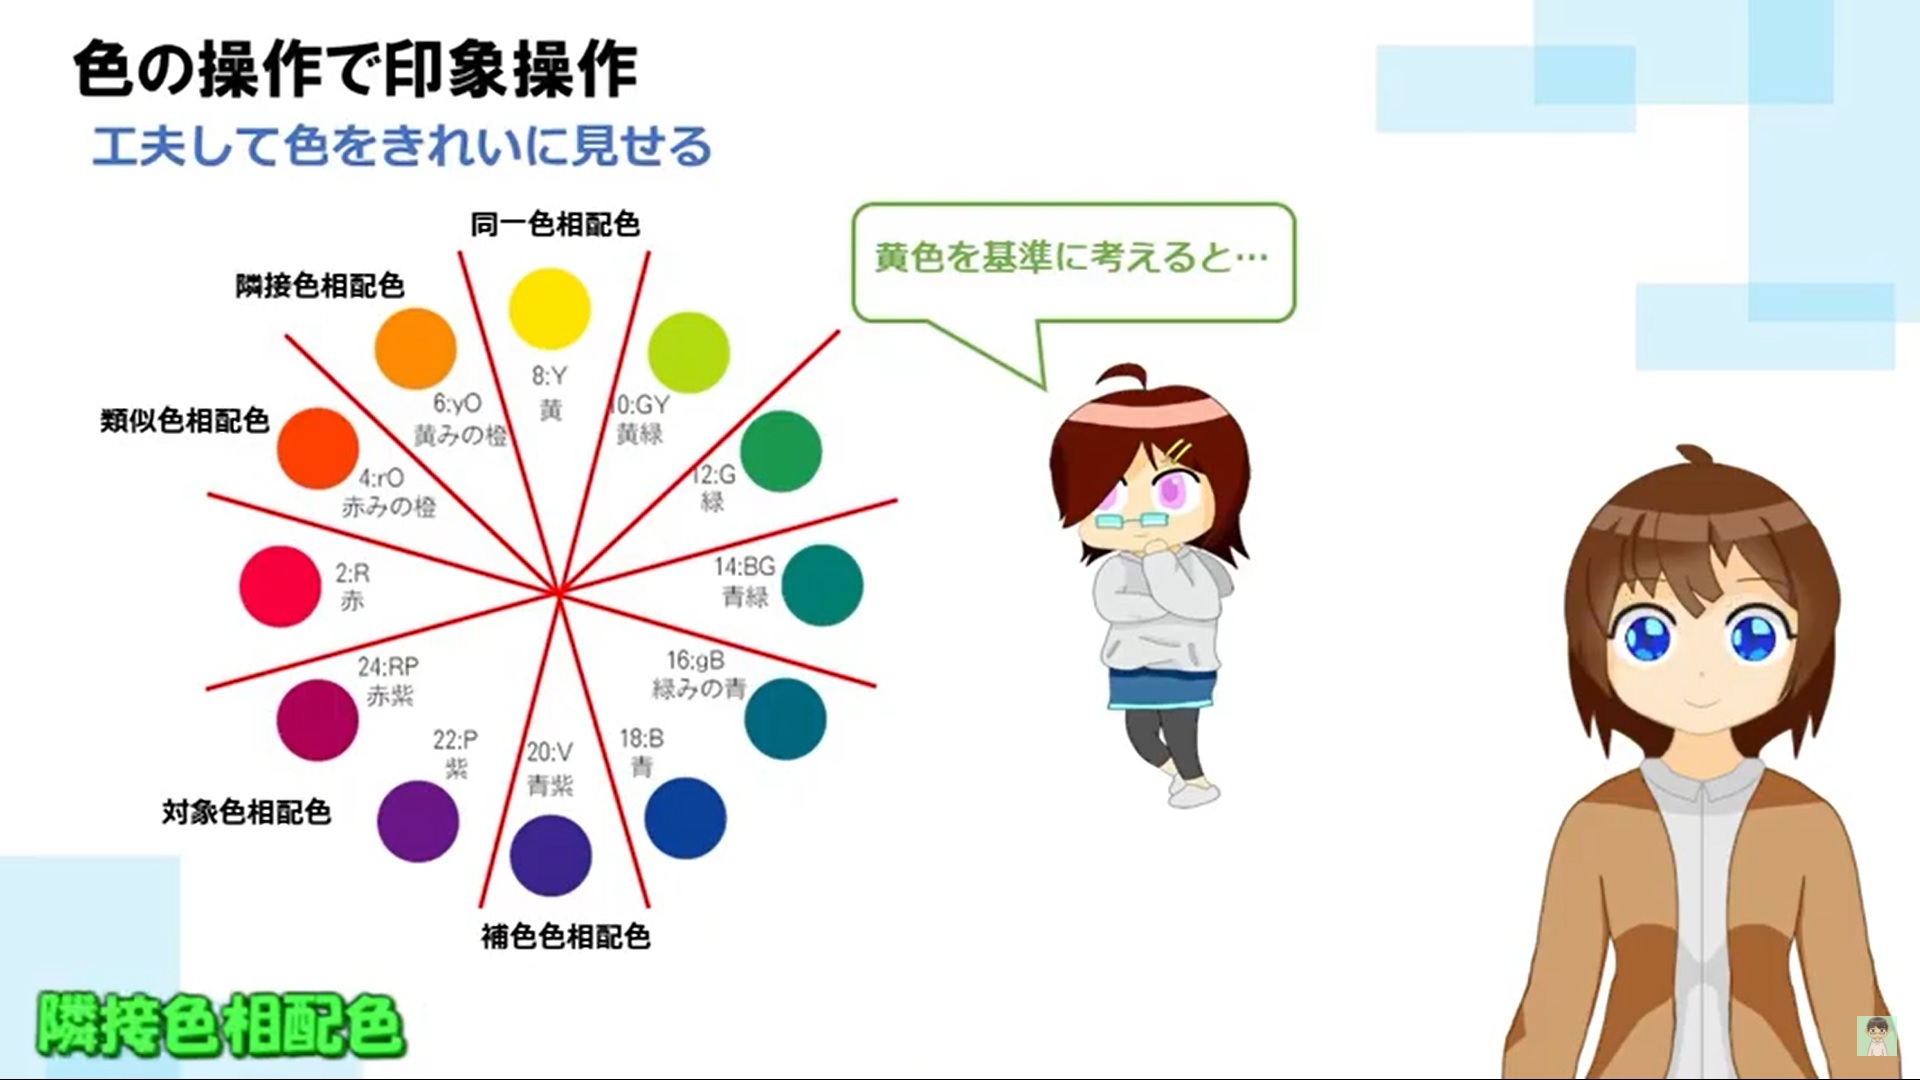 色の操作で印象操作
工夫して色をきれいに見せる
同一色相配色
黄色を基準に考えると…
隣接色相配色
8:Y
黄
6:yO
黄みの橙
10:GY
黄緑
類似色相配色
4:rO
赤みの橙
12:G
緑
2:R
赤
14:BG
青緑
24:RP
赤紫
16:gB
緑みの青
22:P
紫
20:V
青紫
18:B
青
対象色相配色
補色色相配色
隣接色相配色